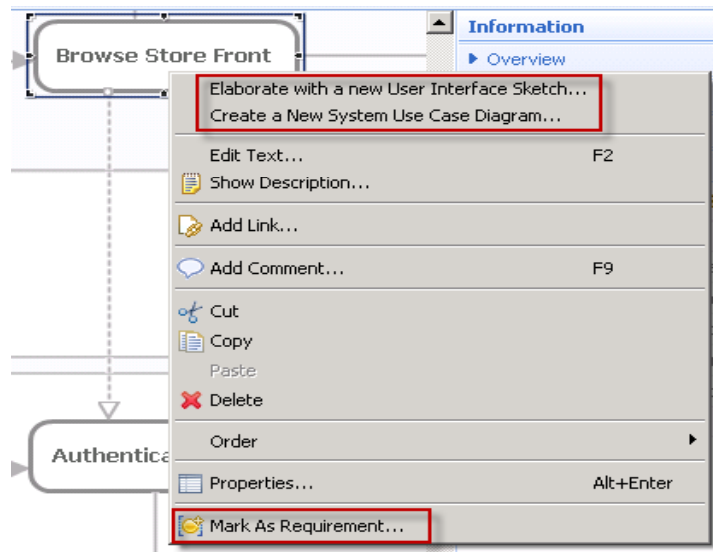 Information
Browse Store Front
Overview
Elaborate with a new User Interface Sketch...
Create a New System Use Case Diagram...
Edit Text... F2
Show Description...
Add Link...
Add Comment... F9
Cut
Copy
Paste
Delete
Order
Authentica
Properties... Alt+Enter
Mark As Requirement...